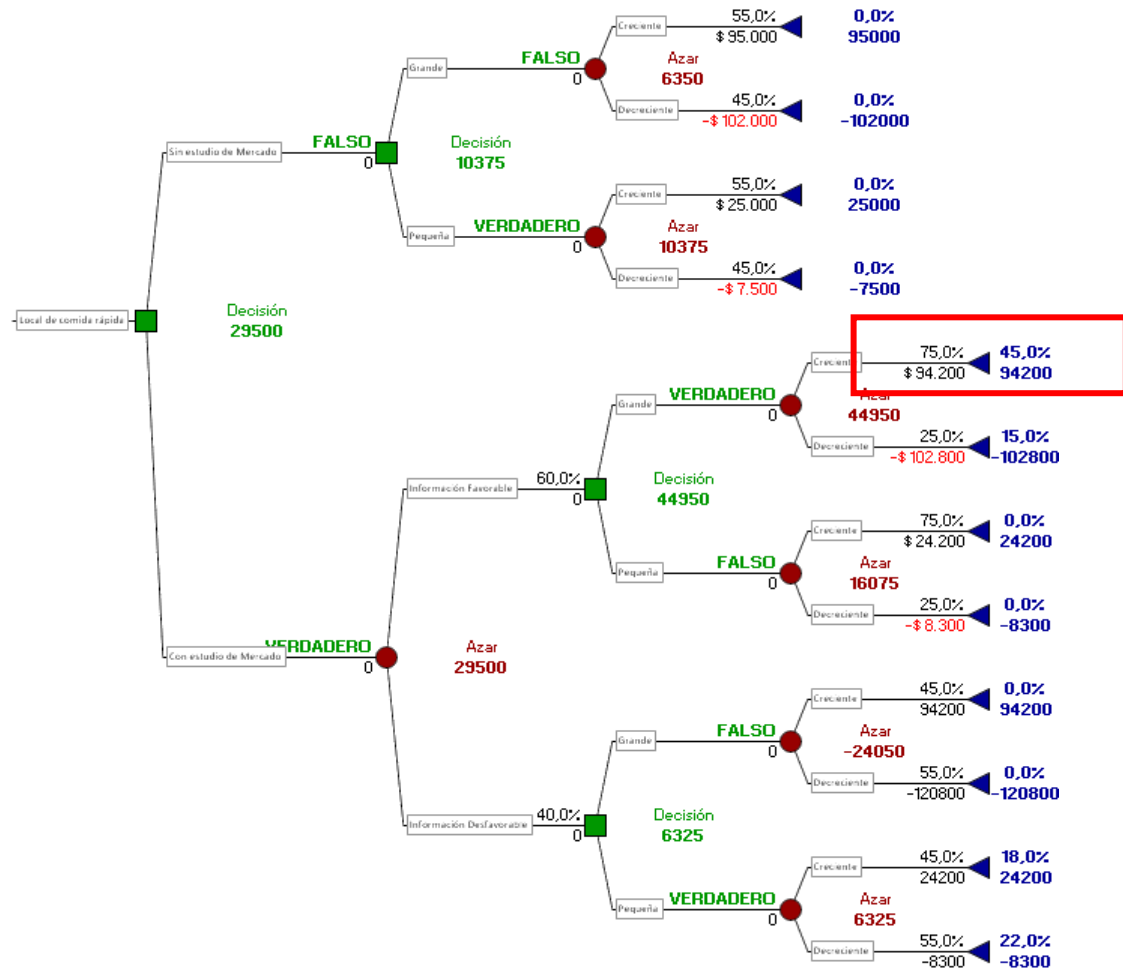 55,0%
0,0%
Creciente
$ 95.000
95000
FALSO
Azar
Grande
0
6350
45,0%
0,0%
Decreciente
-$ 102.000
-102000
FALSO
Decisión
Sin estudio de Mercado
0
10375
55,0%
0,0%
Creciente
$ 25.000
25000
VERDADERO
Azar
Pequeña
0
10375
45,0%
0,0%
Decreciente
-$ 7.500
-7500
Decisión
Local de comida rápida
29500
75,0%
45,0%
Creciente
$ 94.200
94200
VERDADERO
Azar
Grande
0
44950
25,0%
15,0%
Decreciente
-$ 102.800
-102800
60,0%
Decisión
Información Favorable
0
44950
75,0%
0,0%
Creciente
$ 24.200
24200
FALSO
Azar
Pequeña
0
16075
25,0%
0,0%
Decreciente
-$ 8.300
-8300
VERDADERO
Azar
Con estudio de Mercado
0
29500
45,0%
0,0%
Creciente
94200
94200
FALSO
Azar
Grande
0
-24050
55,0%
0,0%
Decreciente
-120800
-120800
40,0%
Decisión
Información Desfavorable
0
6325
45,0%
18,0%
Creciente
24200
24200
VERDADERO
Azar
Pequeña
0
6325
55,0%
22,0%
Decreciente
-8300
-8300